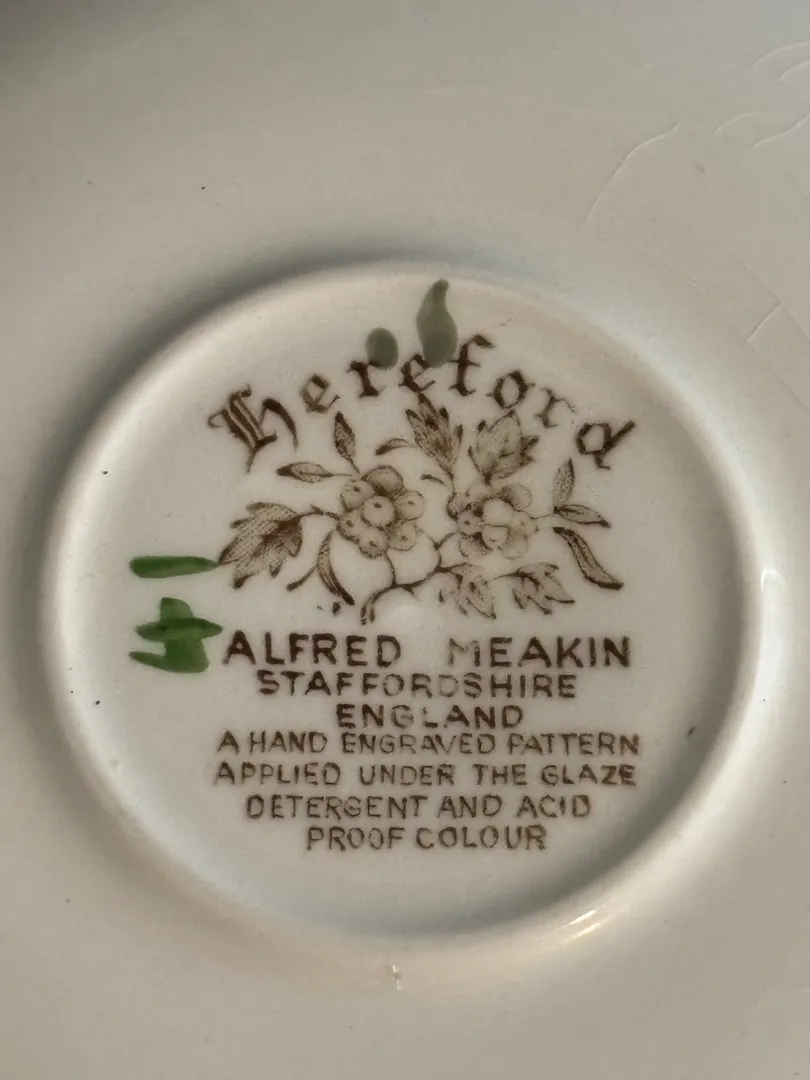 Hereford
ALFRED MEAKIN
STAFFORDSHIRE
ENGLAND
A HAND ENGRAVED PATTERN
APPLIED UNDER THE GLAZE
DETERGENT AND ACID
PROOF COLOUR